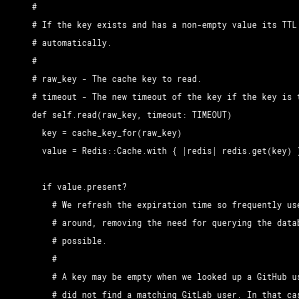 #
# If the key exists and has a non-empty value its TTL
# automatically.
#
# raw_key - The cache key to read.
# timeout - The new timeout of the key if the key is
def self.read(raw_key, timeout: TIMEOUT)
key = cache_key_for(raw_key)
value = Redis::Cache.with { |redis| redis.get(key) }
if value.present?
# We refresh the expiration time so frequently use
# around, removing the need for querying the datab
# possible.
#
# A key may be empty when we looked up a GitHub us
# did not find a matching GitLab user. In that cas